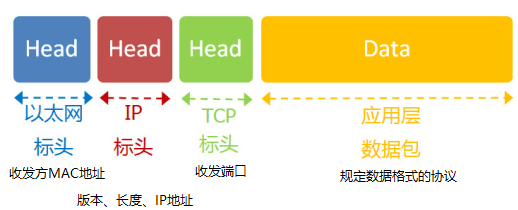 Head Head Head Data
以太网 IP TCP 应用层
标头 标头 标头 数据包
收发方MAC地址 收发端口 规定数据格式的协议
版本、长度、IP地址